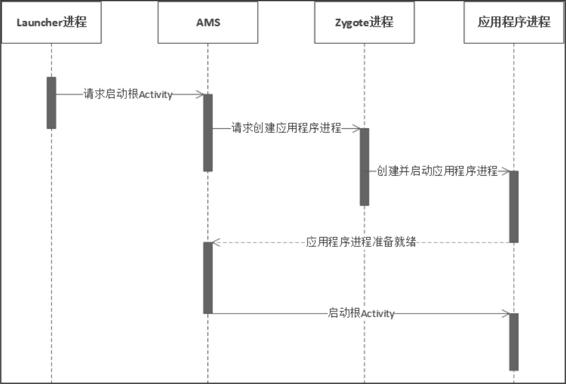 Launcher进程
AMS
Zygote进程
应用程序进程
请求启动根Activity
请求创建应用程序进程
创建并启动应用程序进程
应用程序进程准备就绪
启动根Activity